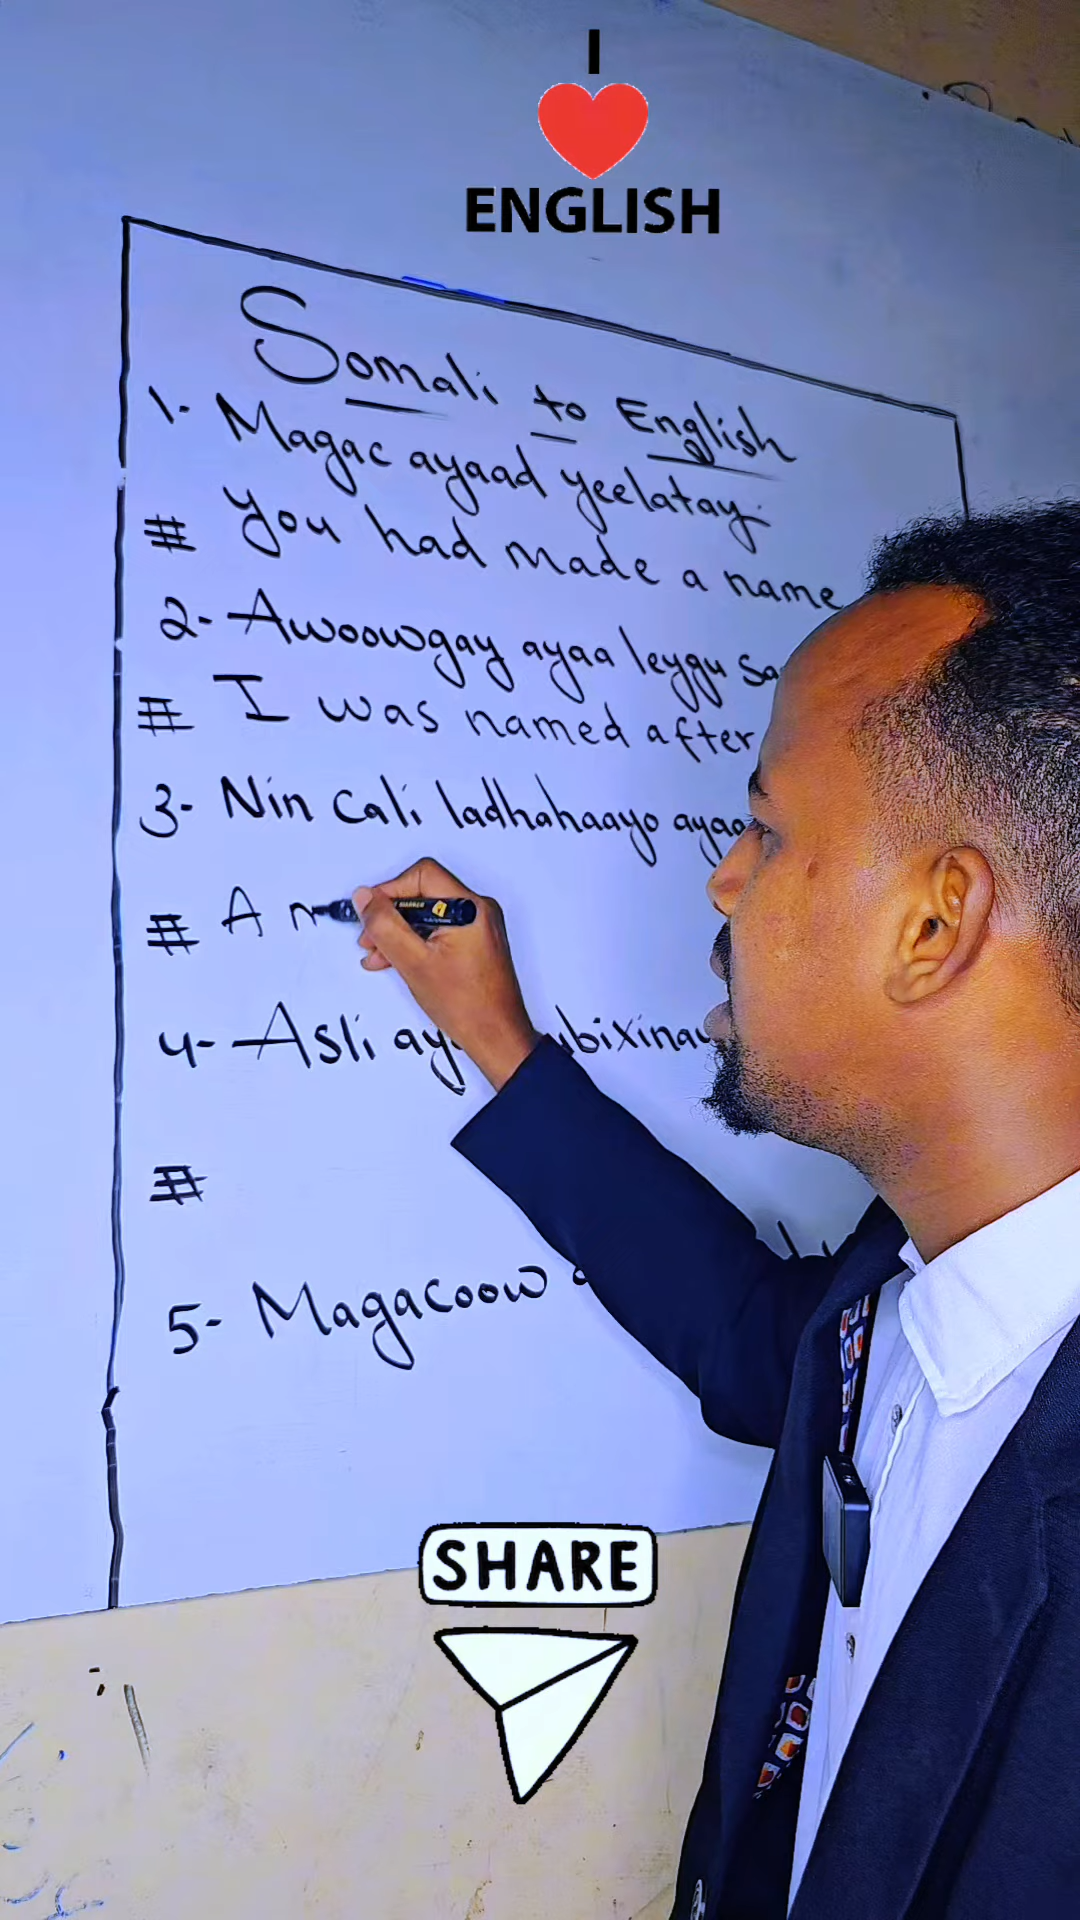 I
ENGLISH
Somali to English
1- Magac ayaad yeelatay.
# You had made a name
2- Awoowgay ayaa leygu
# I was named after
3- Nin Cali ladhahaayo
# A
4- Asli
#
5- Magacoow
SHARE